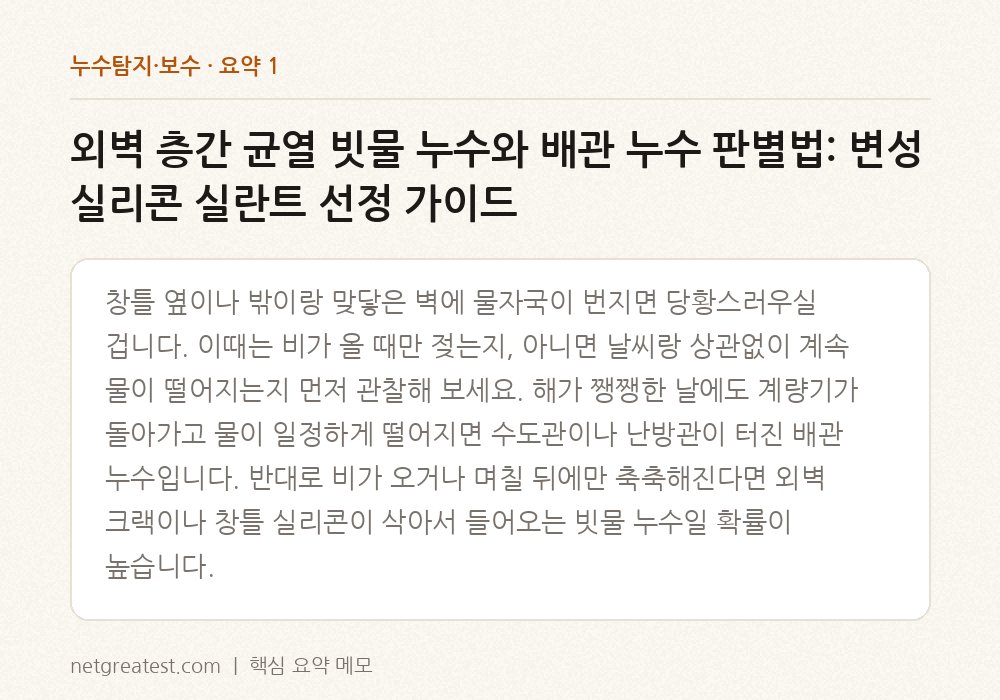 누수탐지·보수 · 요약 1
외벽 층간 균열 빗물 누수와 배관 누수 판별법: 변성
실리콘 실란트 선정 가이드
창틀 옆이나 밖이랑 맞닿은 벽에 물자국이 번지면 당황스러우실
겁니다. 이때는 비가 올 때만 젖는지, 아니면 날씨랑 상관없이 계속
물이 떨어지는지 먼저 관찰해 보세요. 해가 쨍쨍한 날에도 계량기가
돌아가고 물이 일정하게 떨어지면 수도관이나 난방관이 터진 배관
누수입니다. 반대로 비가 오거나 며칠 뒤에만 축축해진다면 외벽
크랙이나 창틀 실리콘이 삭아서 들어오는 빗물 누수일 확률이
높습니다.
netgreatest.com | 핵심 요약 메모